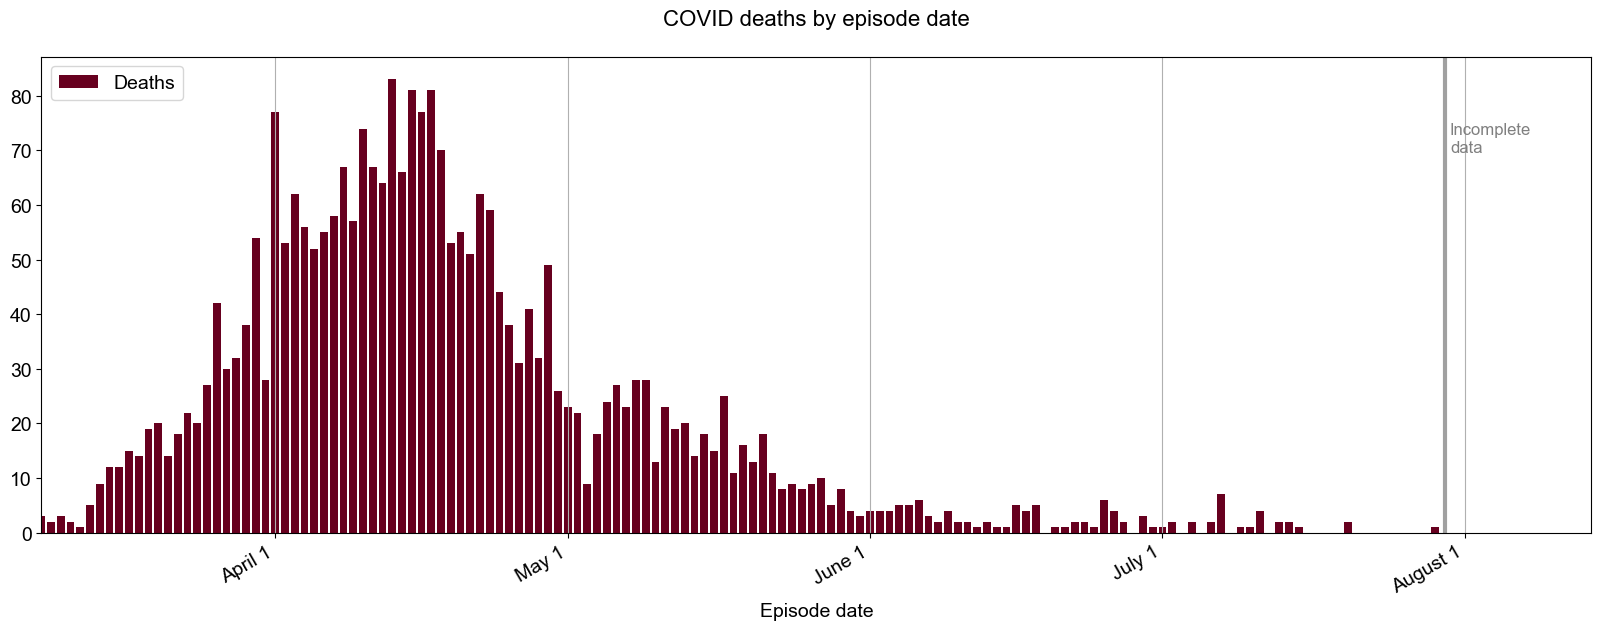 COVID deaths by episode date
Deaths
80
70
60
50
40
30
20
10
0
Incomplete
data
April 1
May 1
June 1
July 1
August 1
Episode date